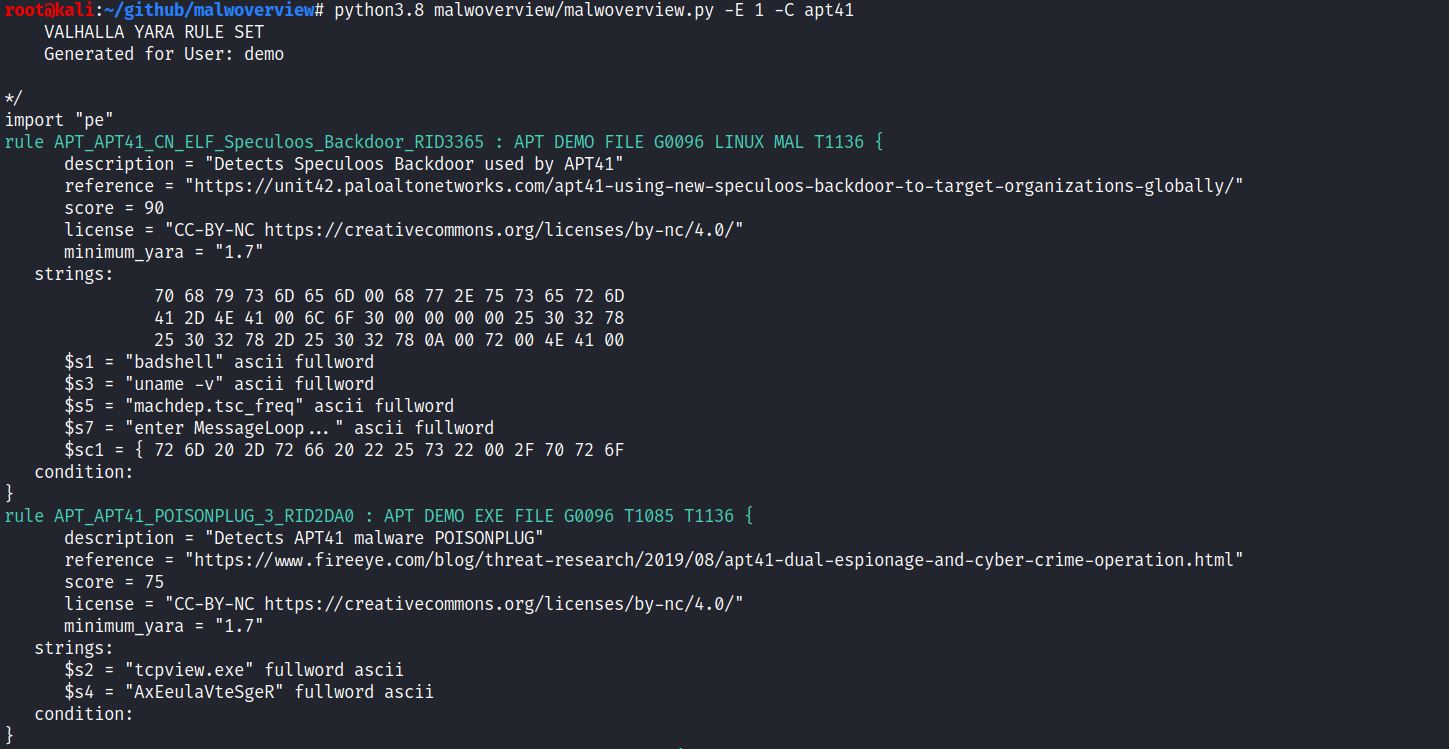 root@kali:~/github/malwoverview# python3.8 malwoverview/malwoverview.py -E 1 -C apt41
    VALHALLA YARA RULE SET
    Generated for User: demo

*/
import "pe"
rule APT_APT41_CN_ELF_Speculoos_Backdoor_RID3365 : APT DEMO FILE G0096 LINUX MAL T1136 {
      description = "Detects Speculoos Backdoor used by APT41"
      reference = "https://unit42.paloaltonetworks.com/apt41-using-new-speculoos-backdoor-to-target-organizations-globally/"
      score = 90
      license = "CC-BY-NC https://creativecommons.org/licenses/by-nc/4.0/"
      minimum_yara = "1.7"
   strings:
               70 68 79 73 6D 65 6D 00 68 77 2E 75 73 65 72 6D
               41 2D 4E 41 00 6C 6F 30 00 00 00 00 25 30 32 78
               25 30 32 78 2D 25 30 32 78 0A 00 72 00 4E 41 00
      $s1 = "badshell" ascii fullword
      $s3 = "uname -v" ascii fullword
      $s5 = "machdep.tsc_freq" ascii fullword
      $s7 = "enter MessageLoop..." ascii fullword
      $sc1 = { 72 6D 20 2D 72 66 20 22 25 73 22 00 2F 70 72 6F
   condition:
}
rule APT_APT41_POISONPLUG_3_RID2DA0 : APT DEMO EXE FILE G0096 T1085 T1136 {
      description = "Detects APT41 malware POISONPLUG"
      reference = "https://www.fireeye.com/blog/threat-research/2019/08/apt41-dual-espionage-and-cyber-crime-operation.html"
      score = 75
      license = "CC-BY-NC https://creativecommons.org/licenses/by-nc/4.0/"
      minimum_yara = "1.7"
   strings:
      $s2 = "tcpview.exe" fullword ascii
      $s4 = "AxEeulaVteSgeR" fullword ascii
   condition:
}